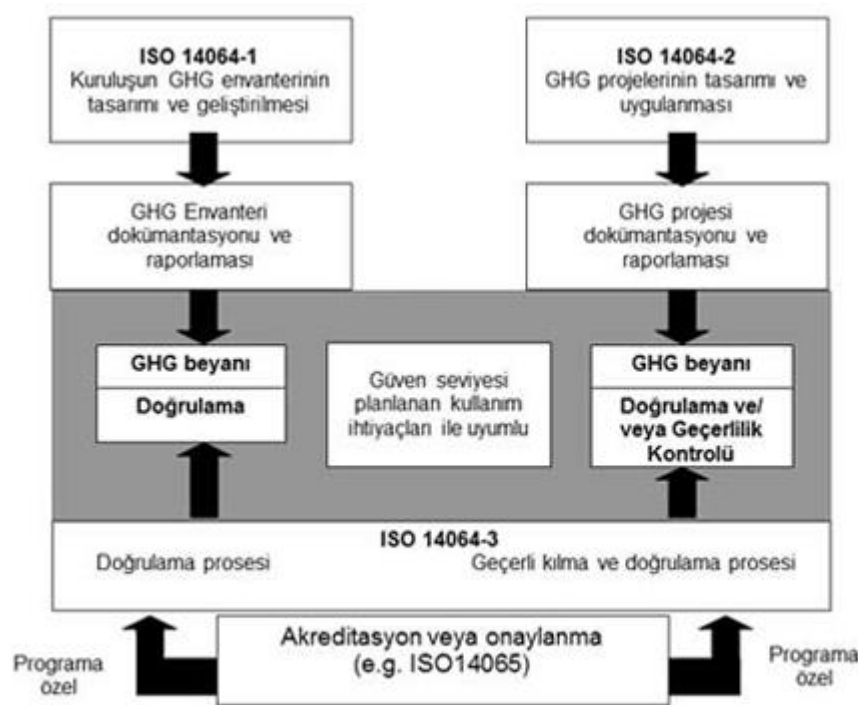 ISO 14064-1
Kuruluşun GHG envanterinin
tasarımı ve geliştirilmesi
ISO 14064-2
GHG projelerinin tasarımı ve
uygulanması
GHG Envanteri
dokümantasyonu ve
raporlaması
GHG projesi
dokümantasyonu ve
raporlaması
GHG beyanı
Doğrulama
Güven seviyesi
planlanan kullanım
ihtiyaçları ile uyumlu
GHG beyanı
Doğrulama ve/
veya Geçerlilik
Kontrolü
ISO 14064-3
Doğrulama prosesi
Geçerli kılma ve doğrulama prosesi
Programa
özel
Akreditasyon veya onaylanma
(e.g. ISO14065)
Programa
özel